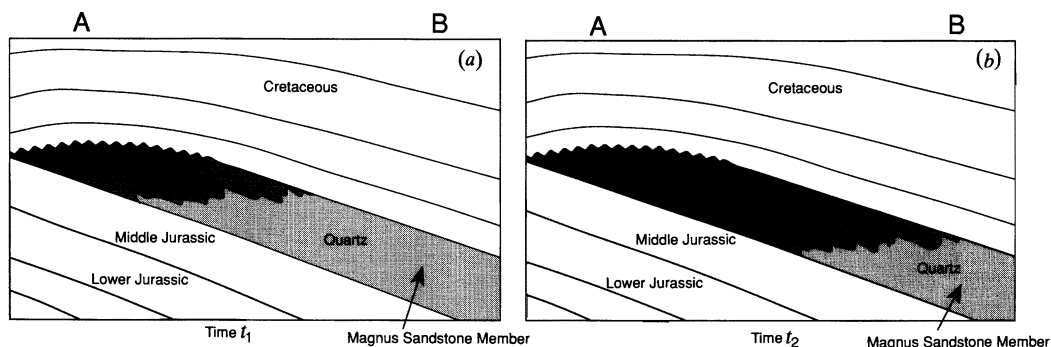 A
B
(a)
Cretaceous
Quartz
Middle Jurassic
Lower Jurassic
Time t1
Magnus Sandstone Member
A
B
(b)
Cretaceous
Middle Jurassic
Quartz
Lower Jurassic
Time t2
Magnus Sandstone Member